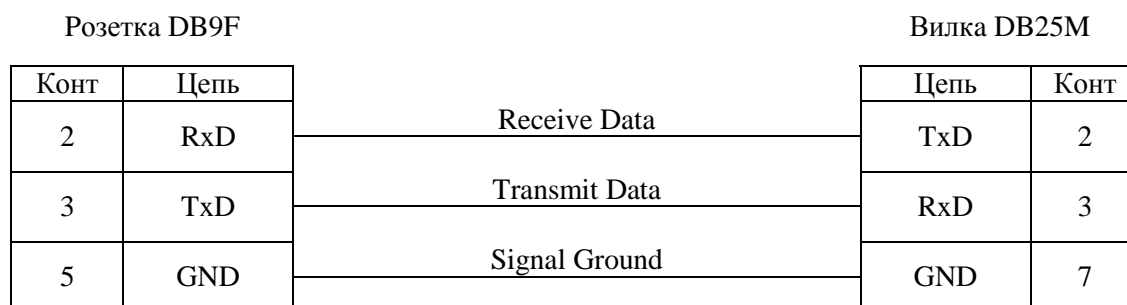 Розетка DB9F Вилка DB25M
Конт Цепь Цепь Конт
2 RxD Receive Data TxD 2
3 TxD Transmit Data RxD 3
5 GND Signal Ground GND 7